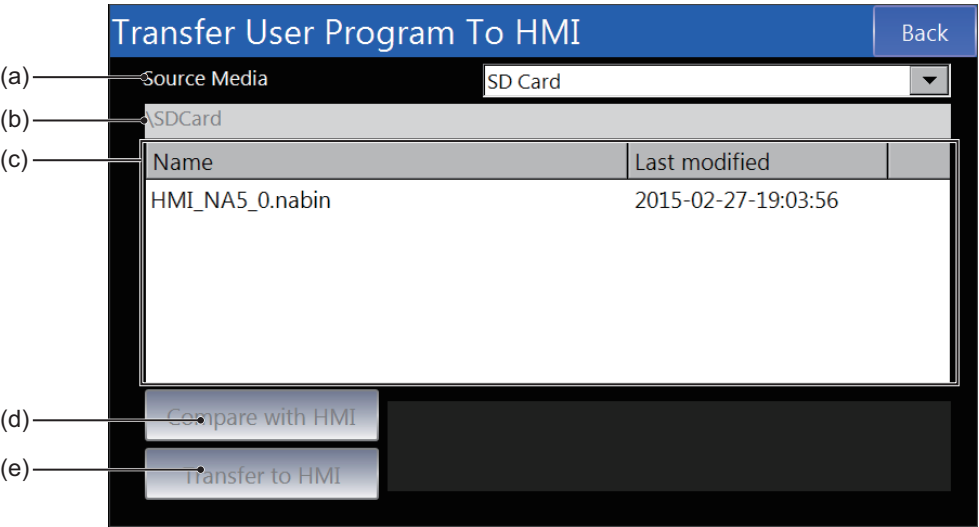 Transfer User Program To HMI Back
(a) Source Media SD Card
(b) \SDCard
(c) Name Last modified
HMI_NA5_0.nabin 2015-02-27-19:03:56
(d) Compare with HMI
(e) Transfer to HMI